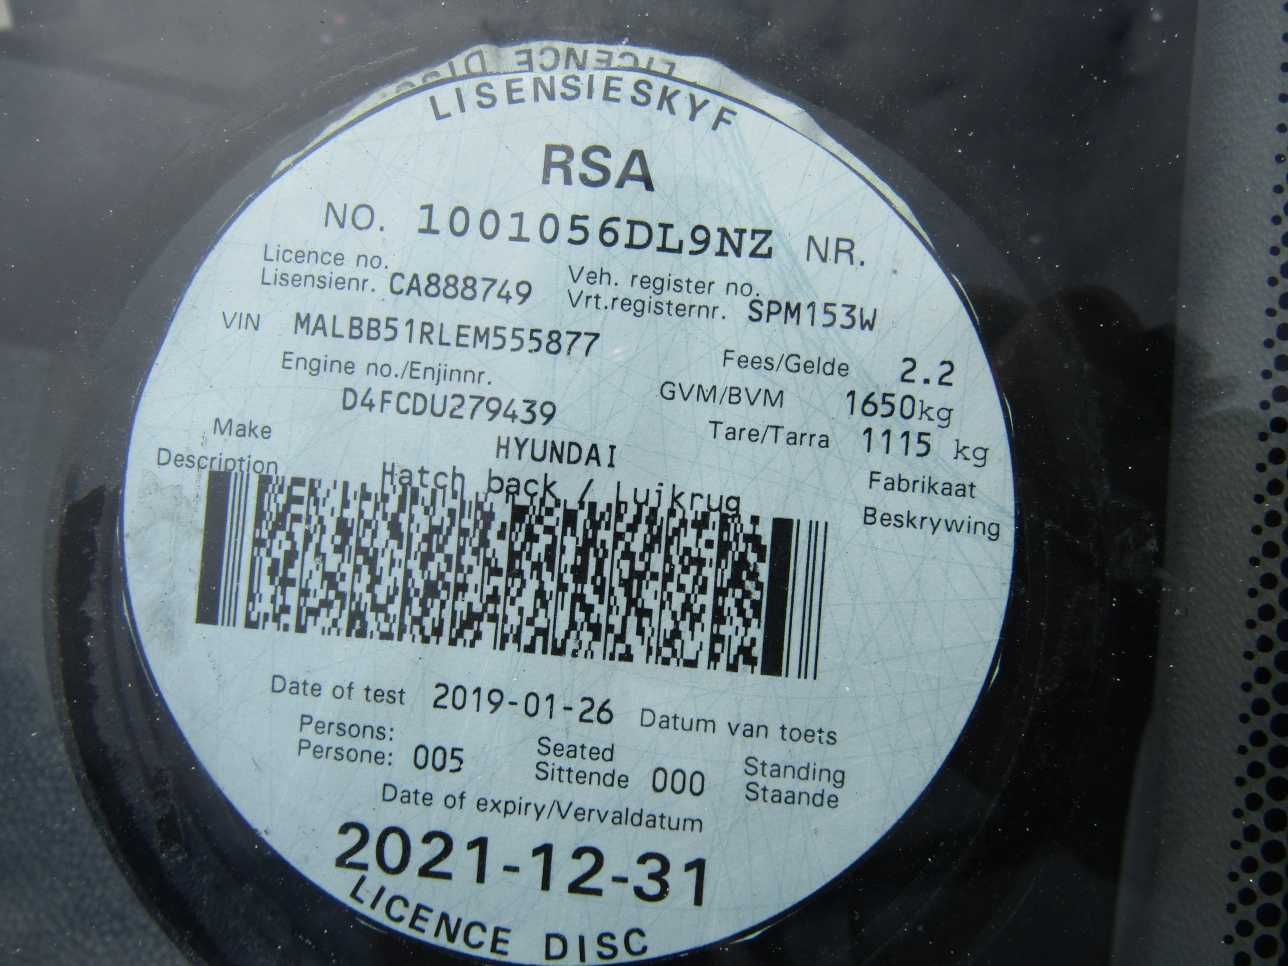 LICENCE DISC
LISENSIESKYF
RSA
NO. 1001056DL9NZ NR.
Licence no. Veh. register no.
Lisensienr. CA888749 Vrt.registernr. SPM153W
VIN MALBB51RLEM555877
Fees/Gelde 2.2
Engine no./Enjinnr.
GVM/BVM 1650kg
D4FCDU279439
Tare/Tarra 1115 kg
Make HYUNDAI Fabrikaat
Description Hatch back / Luikrug Beskrywing
Date of test 2019-01-26 Datum van toets
Persons: Seated Standing
Persone: 005 Sittende 000 Staande
Date of expiry/Vervaldatum
2021-12-31
LICENCE DISC